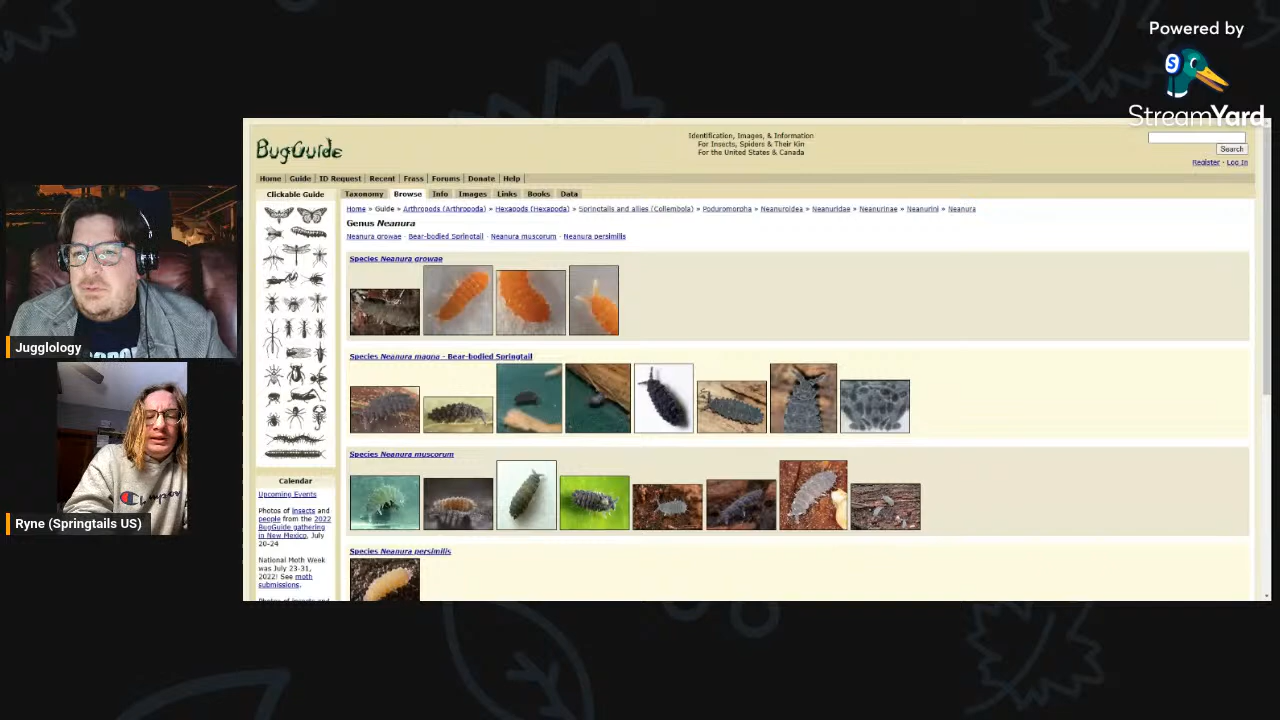 Powered by
StreamYard
BugGuide
Identification, Images, & Information
For Insects, Spiders & Their Kin
For the United States & Canada
Search
Register · Log In
Home Guide ID Request Recent Frass Forums Donate Help
Clickable Guide
Taxonomy Browse Info Images Links Books Data
Home » Guide » Arthropods (Arthropoda) » Hexapods (Hexapoda) » Springtails and allies (Collembola) » Poduromorpha » Neanuroidea » Neanuridae » Neanurinae » Neanurini » Neanura
Genus Neanura
Neanura growae · Bear-bodied Springtail · Neanura muscorum · Neanura persimilis
Species Neanura growae
Species Neanura magna - Bear-bodied Springtail
Species Neanura muscorum
Species Neanura persimilis
Calendar
Upcoming Events
Photos of insects and
people from the 2022
BugGuide gathering
in New Mexico, July
20-24
National Moth Week
was July 23-31,
2022! See moth
submissions.
Photos of insects and
Jugglology
Ryne (Springtails US)
Champion